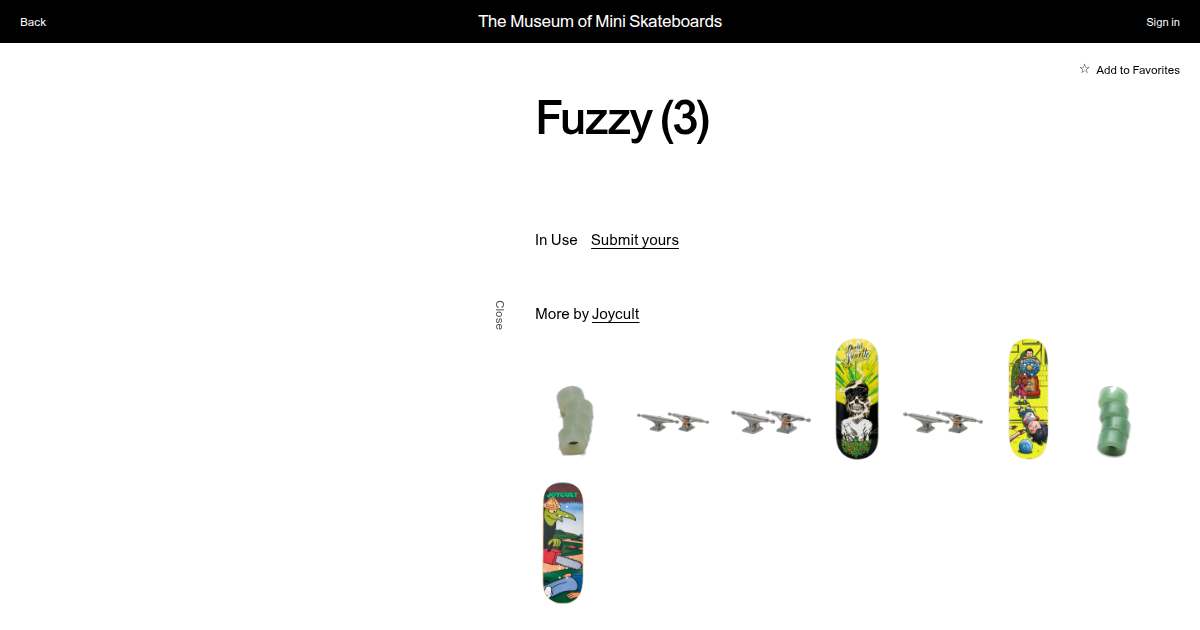 Back
The Museum of Mini Skateboards
Sign in
☆ Add to Favorites
Fuzzy (3)
In Use Submit yours
Close
More by Joycult
JOYCULT